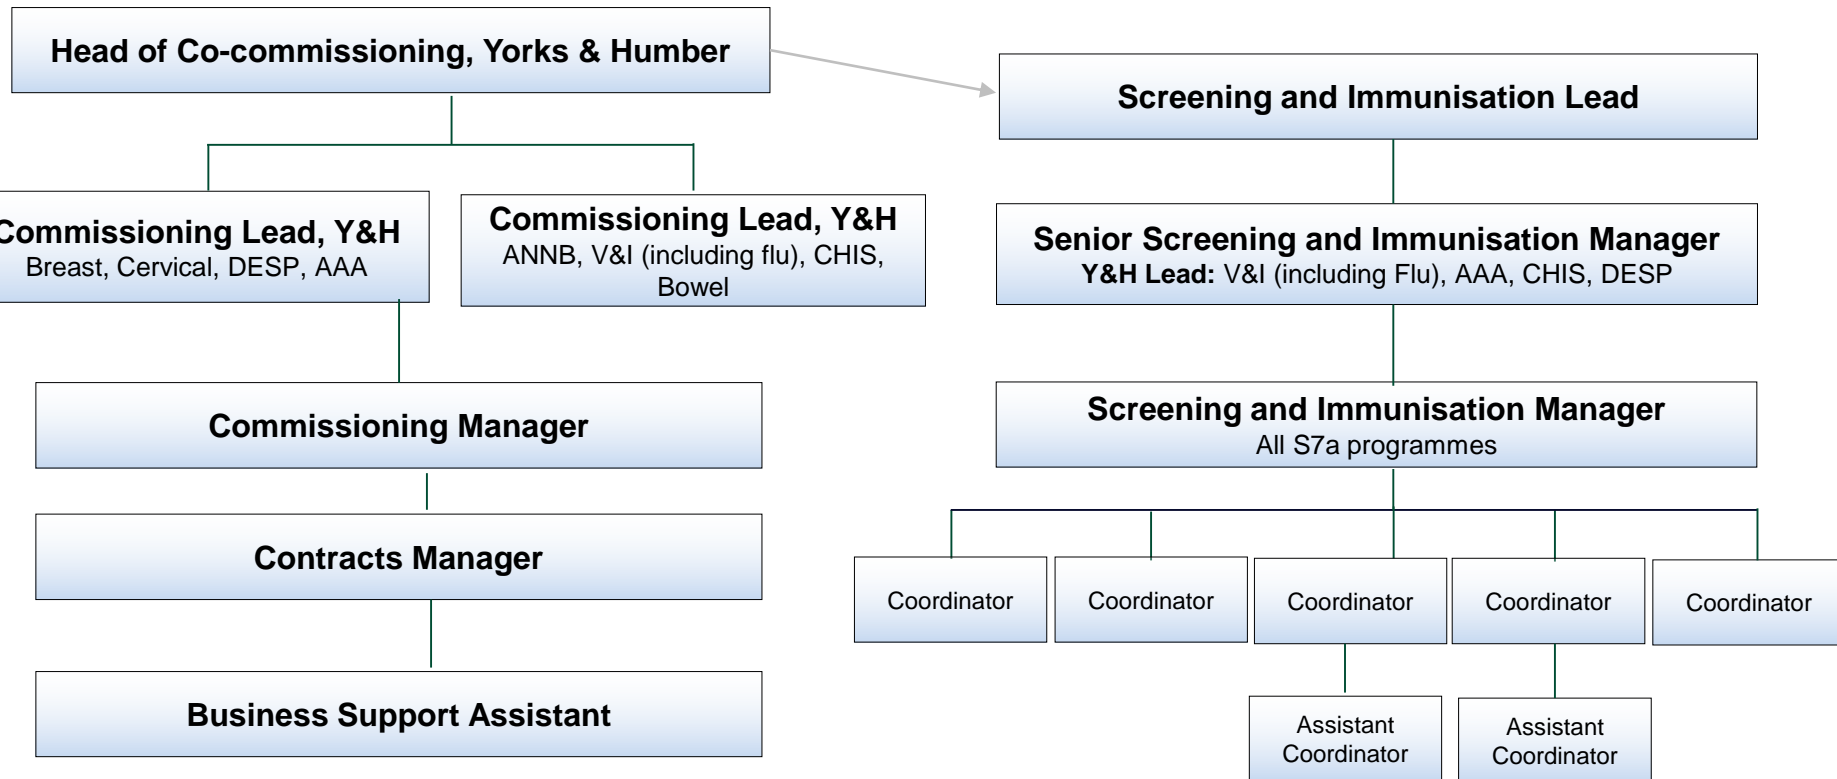 Head of Co-commissioning, Yorks & Humber
Screening and Immunisation Lead
Commissioning Lead, Y&H
Breast, Cervical, DESP, AAA
Commissioning Lead, Y&H
ANNB, V&I (including flu), CHIS,
Bowel
Senior Screening and Immunisation Manager
Y&H Lead: V&I (including Flu), AAA, CHIS, DESP
Commissioning Manager
Screening and Immunisation Manager
All S7a programmes
Contracts Manager
Coordinator
Coordinator
Coordinator
Coordinator
Coordinator
Business Support Assistant
Assistant
Coordinator
Assistant
Coordinator